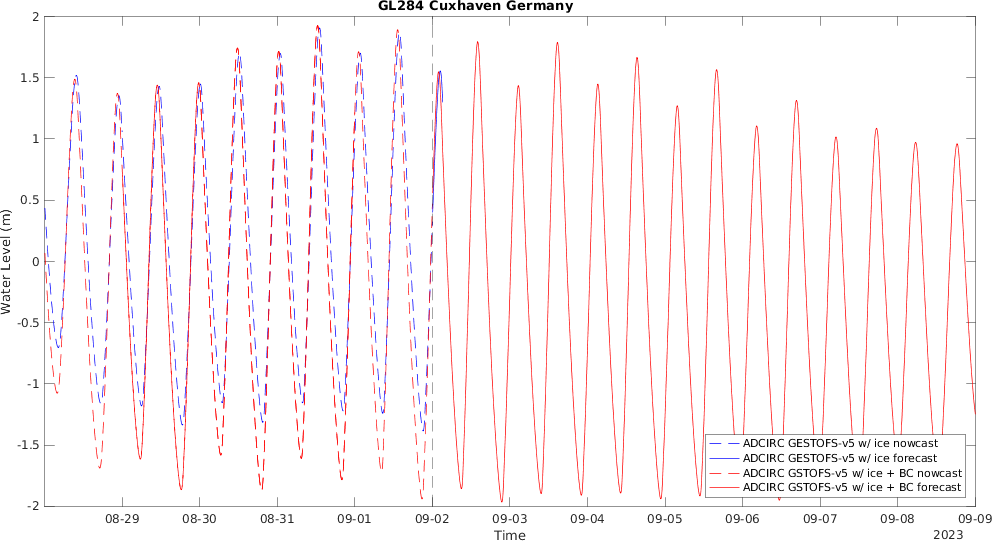 GL284 Cuxhaven Germany
Water Level (m)
2
1.5
1
0.5
0
-0.5
-1
-1.5
-2
ADCIRC GESTOFS-v5 w/ ice nowcast
ADCIRC GESTOFS-v5 w/ ice forecast
ADCIRC GSTOFS-v5 w/ ice + BC nowcast
ADCIRC GSTOFS-v5 w/ ice + BC forecast
08-29 08-30 08-31 09-01 09-02 09-03 09-04 09-05 09-06 09-07 09-08 09-09
Time
2023